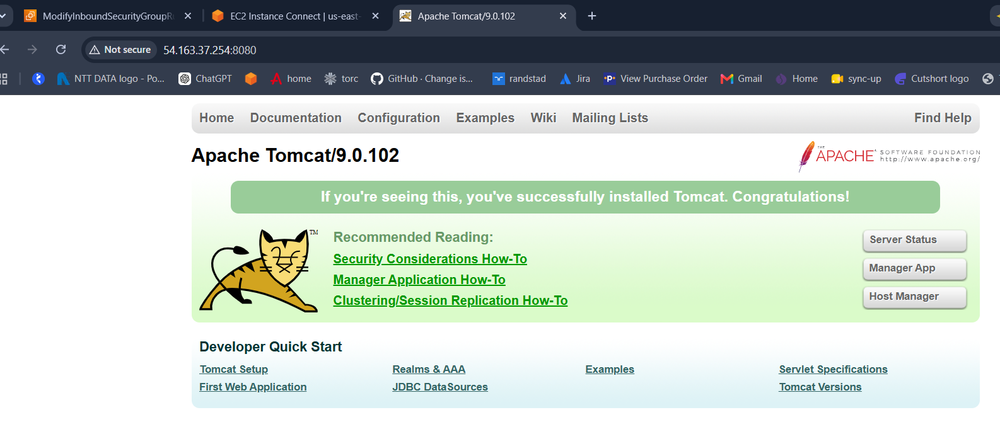 ModifyInboundSecurityGroupRu
EC2 Instance Connect | us-east-
Apache Tomcat/9.0.102
Not secure 54.163.37.254:8080
NTT DATA logo - Po... ChatGPT home torc GitHub · Change is... randstad Jira View Purchase Order Gmail Home sync-up Cutshort logo
Home Documentation Configuration Examples Wiki Mailing Lists Find Help
Apache Tomcat/9.0.102
THE APACHE SOFTWARE FOUNDATION
http://www.apache.org/
If you're seeing this, you've successfully installed Tomcat. Congratulations!
TM
Recommended Reading:
Security Considerations How-To
Manager Application How-To
Clustering/Session Replication How-To
Server Status
Manager App
Host Manager
Developer Quick Start
Tomcat Setup
First Web Application
Realms & AAA
JDBC DataSources
Examples
Servlet Specifications
Tomcat Versions